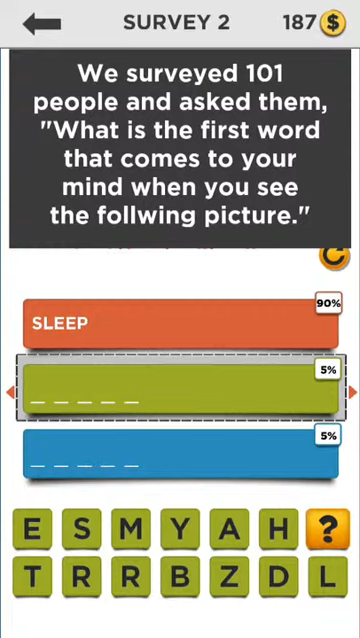 SURVEY 2 187 $
We surveyed 101
people and asked them,
"What is the first word
that comes to your
mind when you see
the follwing picture."
90%
SLEEP
5%
_ _ _ _ _
5%
_ _ _ _ _
E S M Y A H ?
T R R B Z D L